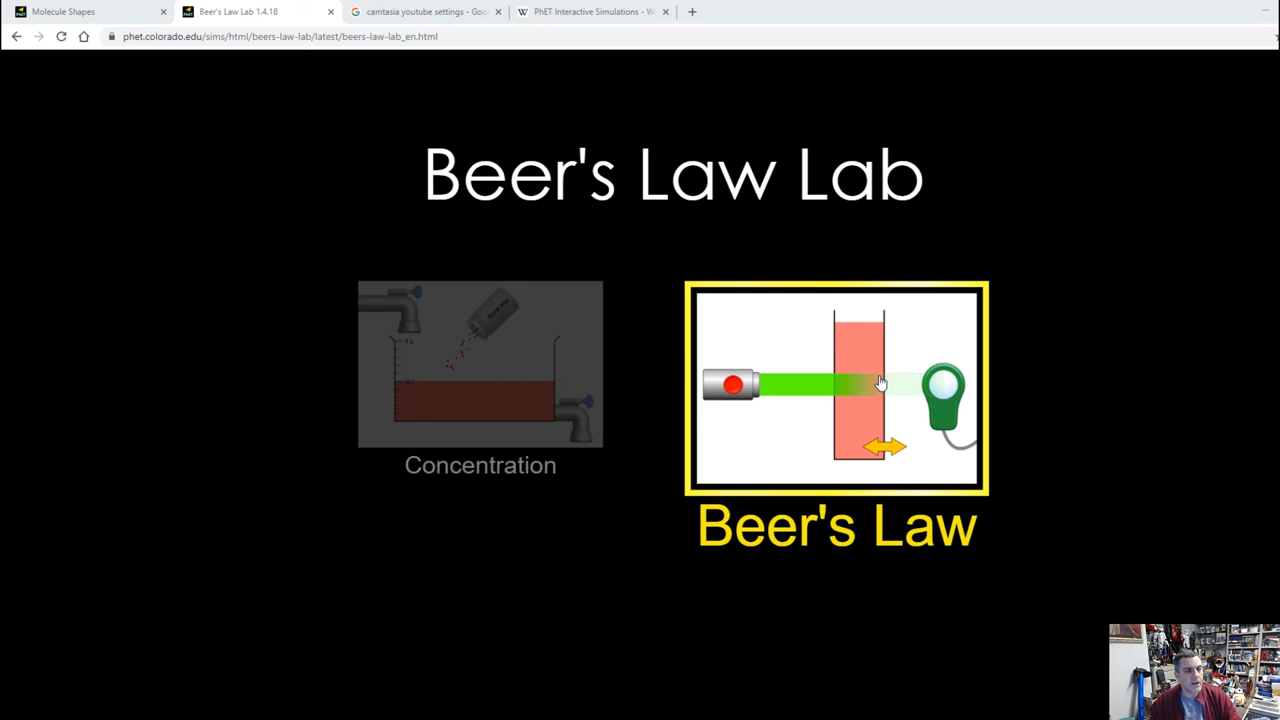 Molecule Shapes
Beer's Law Lab 1.4.18
camtasia youtube settings - Goo
PhET Interactive Simulations - W
phet.colorado.edu/sims/html/beers-law-lab/latest/beers-law-lab_en.html
Beer's Law Lab
Concentration
Beer's Law